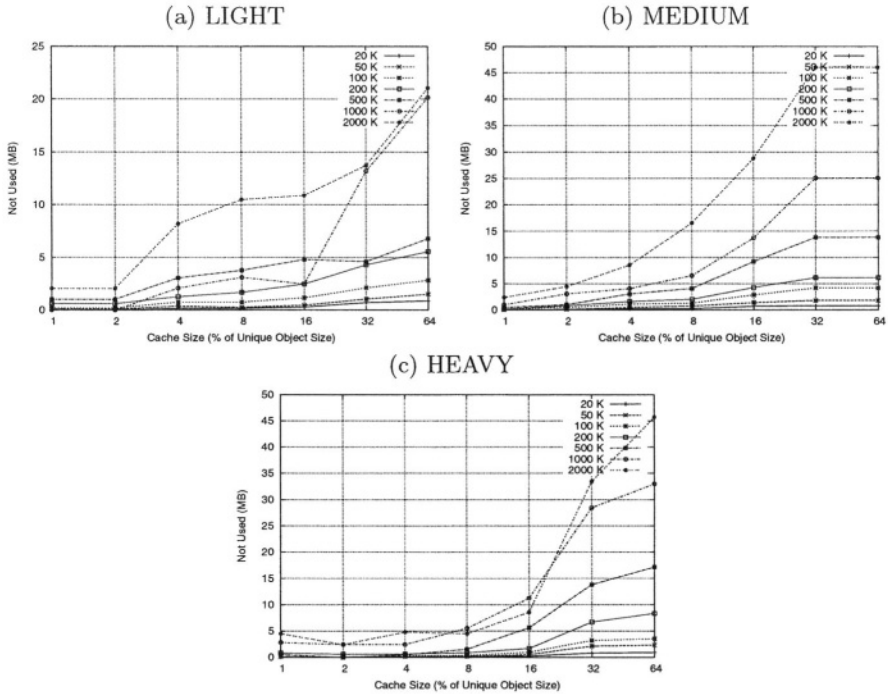 (a) LIGHT
25
20
15
10
5
0
Not Used (MB)
20 K
50 K
100 K
200 K
500 K
1000 K
2000 K
1 2 4 8 16 32 64
Cache Size (% of Unique Object Size)
(b) MEDIUM
50
45
40
35
30
25
20
15
10
5
0
Not Used (MB)
20 K
50 K
100 K
200 K
500 K
1000 K
2000 K
1 2 4 8 16 32 64
Cache Size (% of Unique Object Size)
(c) HEAVY
50
45
40
35
30
25
20
15
10
5
0
Not Used (MB)
20 K
50 K
100 K
200 K
500 K
1000 K
2000 K
1 2 4 8 16 32 64
Cache Size (% of Unique Object Size)